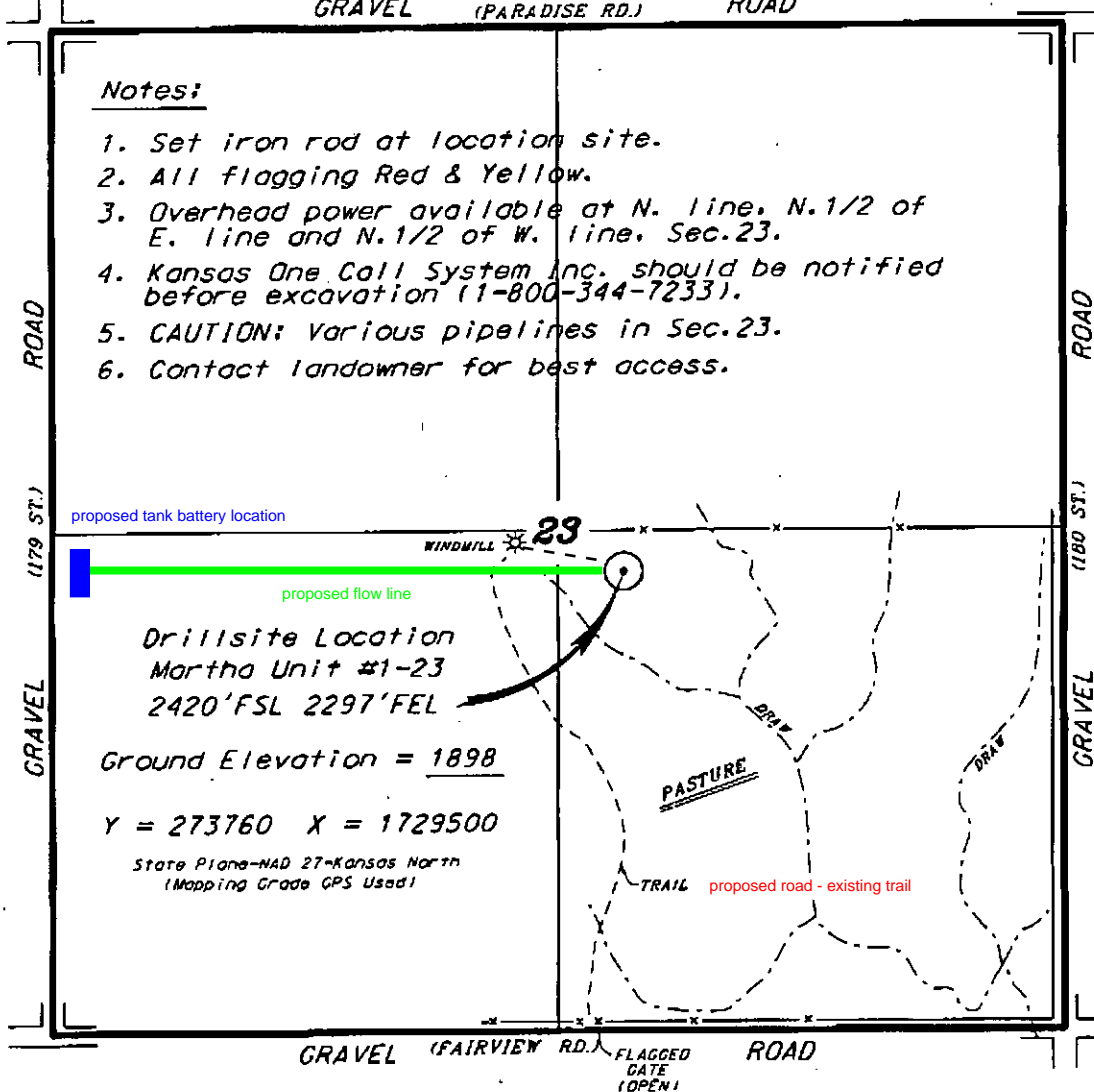 GRAVEL (PARADISE RD.) ROAD
Notes:
1. Set iron rod at location site.
2. All flagging Red & Yellow.
3. Overhead power available at N. line, N.1/2 of
E. line and N.1/2 of W. line, Sec.23.
4. Kansas One Call System Inc. should be notified
before excavation (1-800-344-7233).
5. CAUTION: Various pipelines in Sec.23.
6. Contact landowner for best access.
ROAD
(179 ST.)
GRAVEL
ROAD
(180 ST.)
GRAVEL
proposed tank battery location
23
WINDMILL
proposed flow line
Drillsite Location
Martha Unit #1-23
2420'FSL 2297'FEL
DRAW
DRAW
Ground Elevation = 1898
PASTURE
Y = 273760 X = 1729500
State Plane-NAD 27-Kansas North
(Mapping Grade GPS Used)
TRAIL proposed road - existing trail
GRAVEL (FAIRVIEW RD.) ROAD
FLAGGED
GATE
(OPEN)